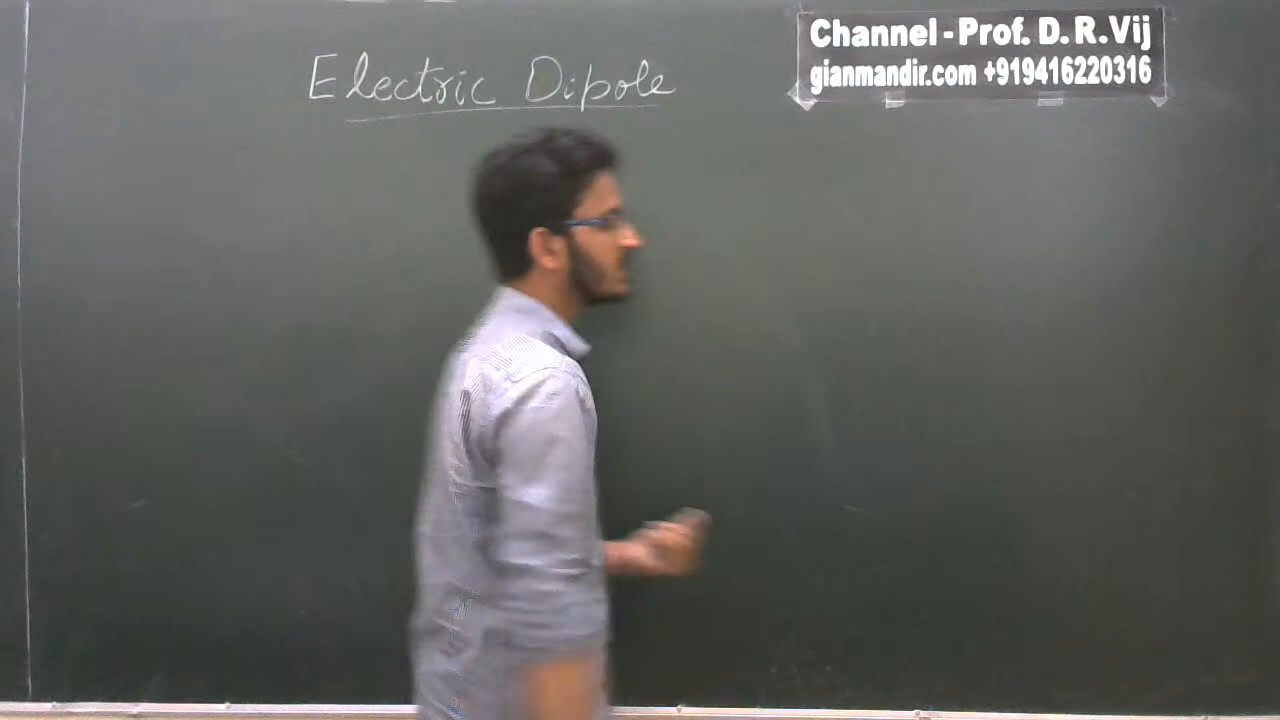 Electric Dipole
Channel - Prof. D. R. Vij
gianmandir.com +919416220316